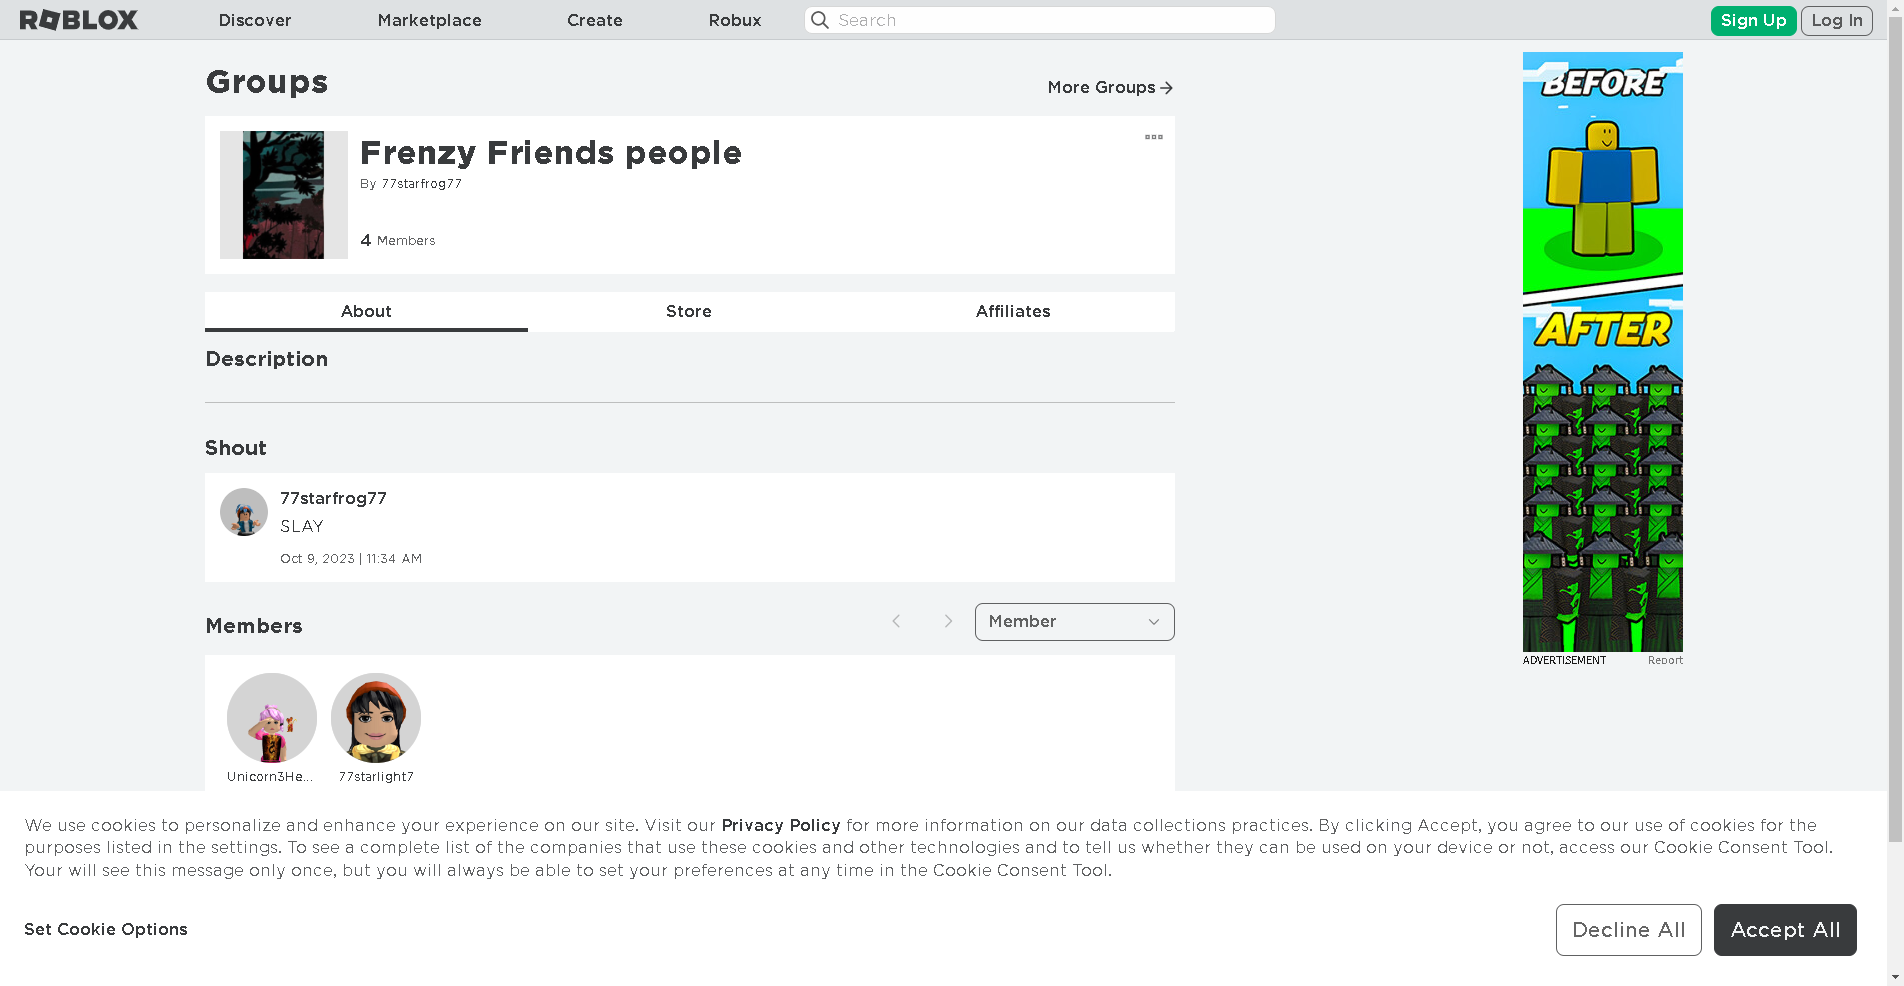 ROBLOX
Discover
Marketplace
Create
Robux
Search
Sign Up
Log In
Groups
More Groups
Frenzy Friends people
By 77starfrog77
4 Members
About
Store
Affiliates
Description
Shout
77starfrog77
SLAY
Oct 9, 2023 | 11:34 AM
Members
Member
Unicorn3He...
77starlight7
BEFORE
AFTER
ADVERTISEMENT
Report
We use cookies to personalize and enhance your experience on our site. Visit our Privacy Policy for more information on our data collections practices. By clicking Accept, you agree to our use of cookies for the
purposes listed in the settings. To see a complete list of the companies that use these cookies and other technologies and to tell us whether they can be used on your device or not, access our Cookie Consent Tool.
Your will see this message only once, but you will always be able to set your preferences at any time in the Cookie Consent Tool.
Set Cookie Options
Decline All
Accept All